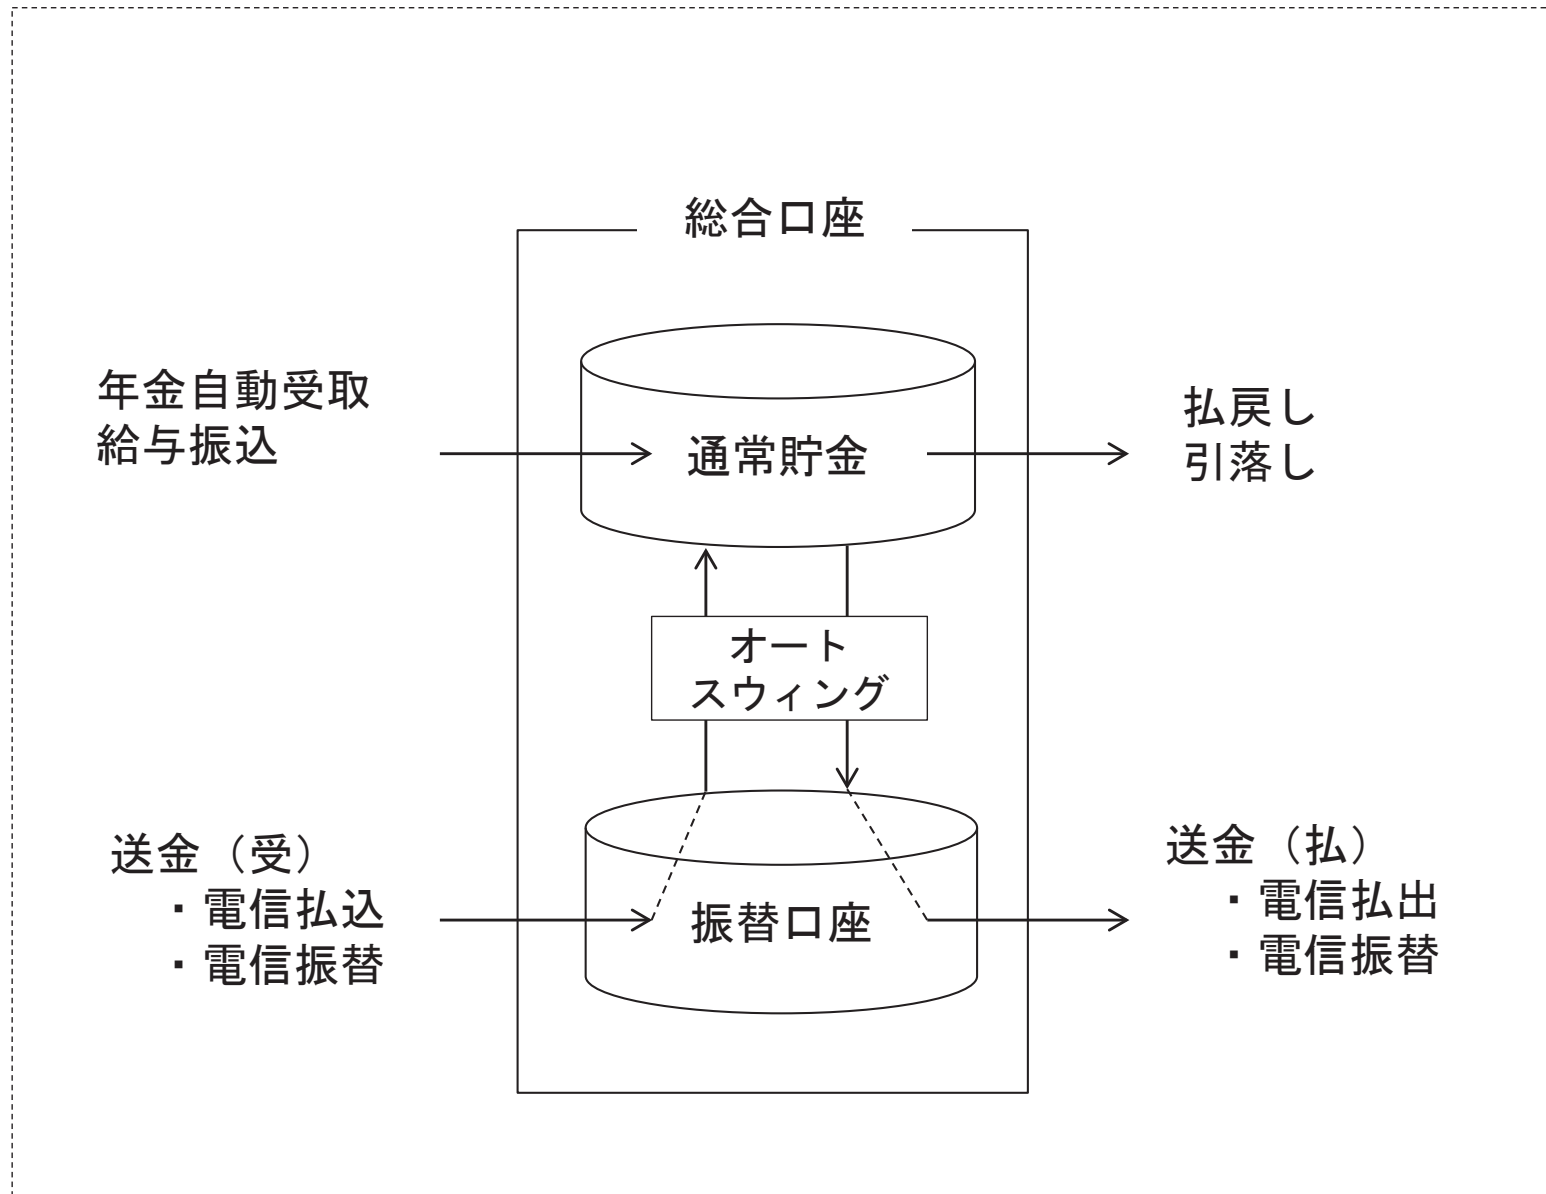 総合口座
年金自動受取
給与振込
通常貯金
払戻し
引落し
オート
スウィング
送金（受）
・電信払込
・電信振替
振替口座
送金（払）
・電信払出
・電信振替